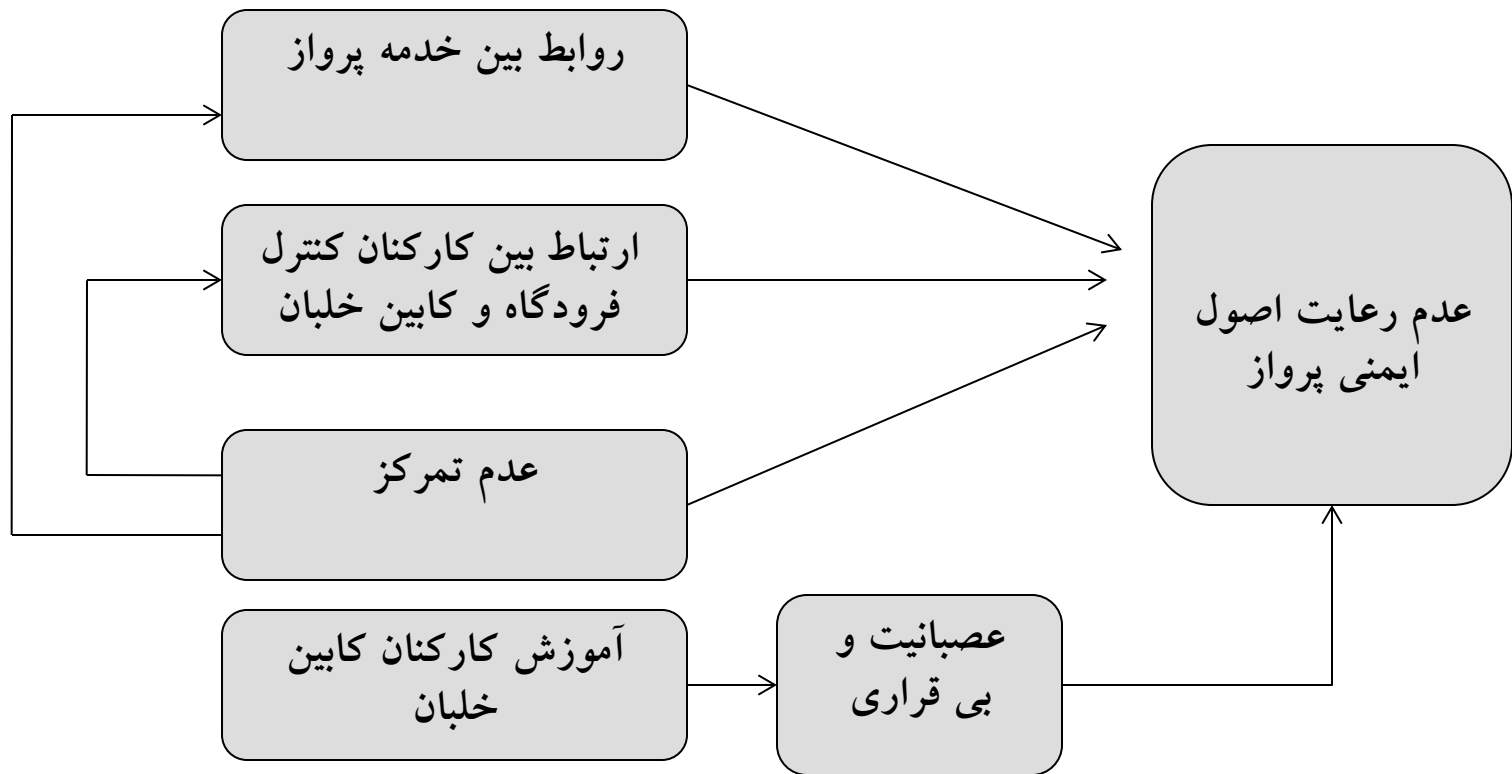 روابط بین خدمه پرواز
ارتباط بین کارکنان کنترل
فرودگاه و کابین خلبان
عدم تمرکز
آموزش کارکنان کابین
خلبان
عصبانیت و
بی قراری
عدم رعایت اصول
ایمنی پرواز